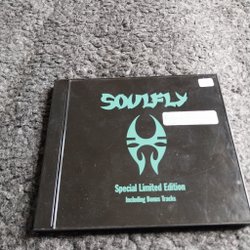 SOULFLY
Special Limited Edition
Including Bonus Tracks